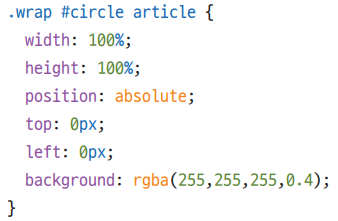 .wrap #circle article {
  width: 100%;
  height: 100%;
  position: absolute;
  top: 0px;
  left: 0px;
  background: rgba(255,255,255,0.4);
}